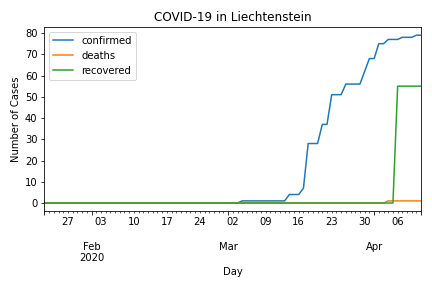 COVID-19 in Liechtenstein
confirmed
deaths
recovered
Number of Cases
80
70
60
50
40
30
20
10
0
27 03 10 17 24 02 09 16 23 30 06
Feb Mar Apr
2020
Day